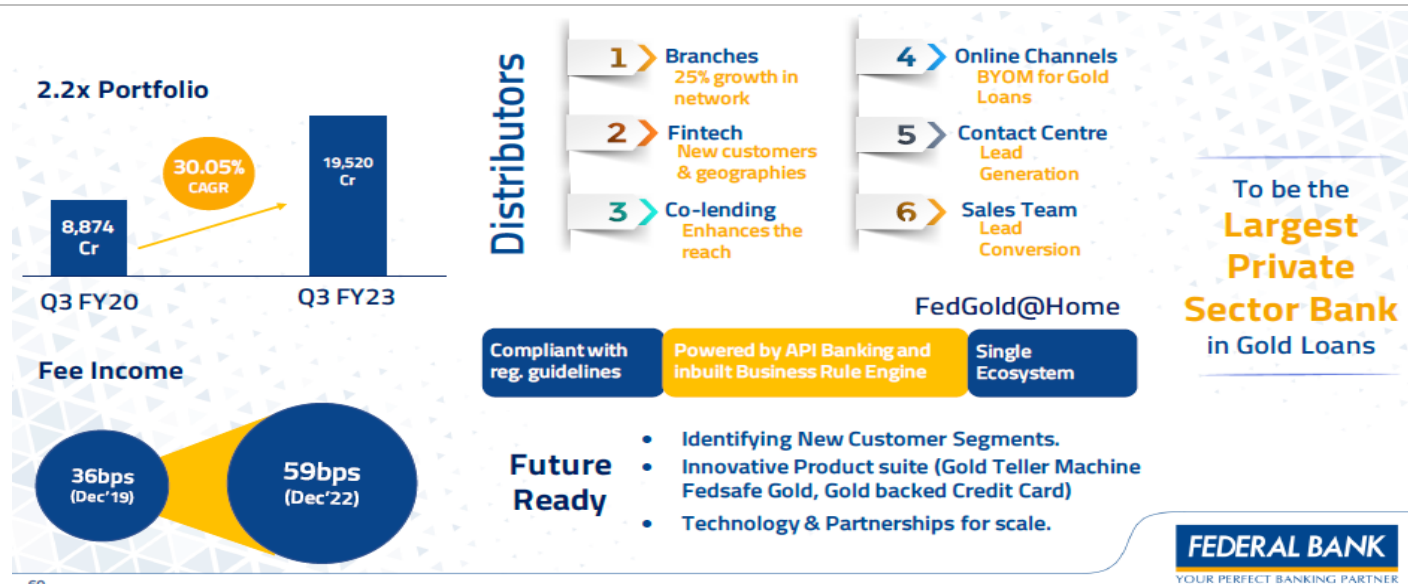 2.2x Portfolio
30.05%
CAGR
8,874
Cr
19,520
Cr
Q3 FY20
Q3 FY23
Fee Income
36bps
(Dec'19)
59bps
(Dec'22)
Distributors
1
Branches
25% growth in
network
2
Fintech
New customers
& geographies
3
Co-lending
Enhances the
reach
4
Online Channels
BYOM for Gold
Loans
5
Contact Centre
Lead
Generation
6
Sales Team
Lead
Conversion
FedGold@Home
Compliant with
reg. guidelines
Powered by API Banking and
inbuilt Business Rule Engine
Single
Ecosystem
Future
Ready
• Identifying New Customer Segments.
• Innovative Product suite (Gold Teller Machine
Fedsafe Gold, Gold backed Credit Card)
• Technology & Partnerships for scale.
To be the
Largest
Private
Sector Bank
in Gold Loans
FEDERAL BANK
YOUR PERFECT BANKING PARTNER